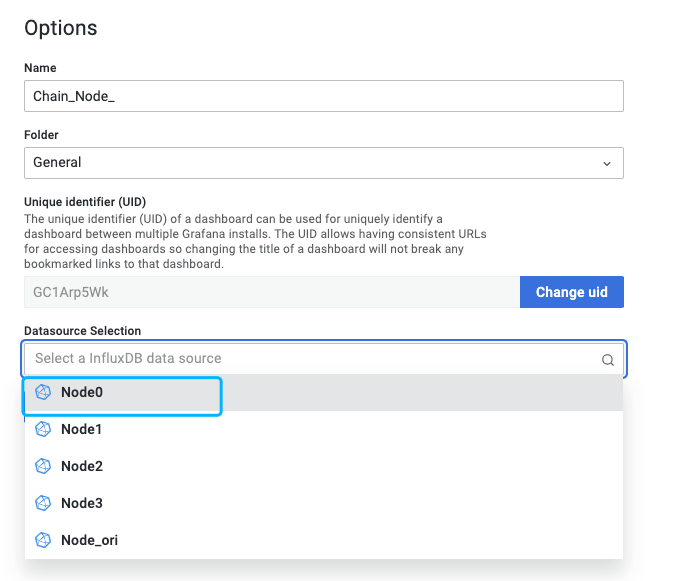 Options
Name
Chain_Node_
Folder
General
Unique identifier (UID)
The unique identifier (UID) of a dashboard can be used for uniquely identify a
dashboard between multiple Grafana installs. The UID allows having consistent URLs
for accessing dashboards so changing the title of a dashboard will not break any
bookmarked links to that dashboard.
GC1Arp5Wk
Change uid
Datasource Selection
Select a InfluxDB data source
Node0
Node1
Node2
Node3
Node_ori